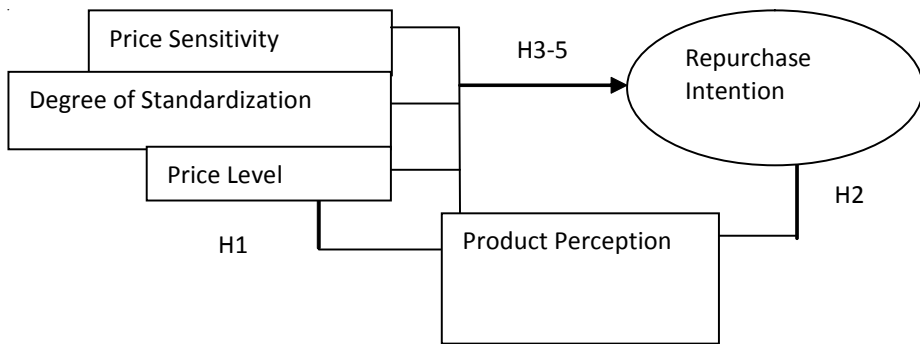 Price Sensitivity
Degree of Standardization
Price Level
H1
H3-5
Repurchase
Intention
H2
Product Perception